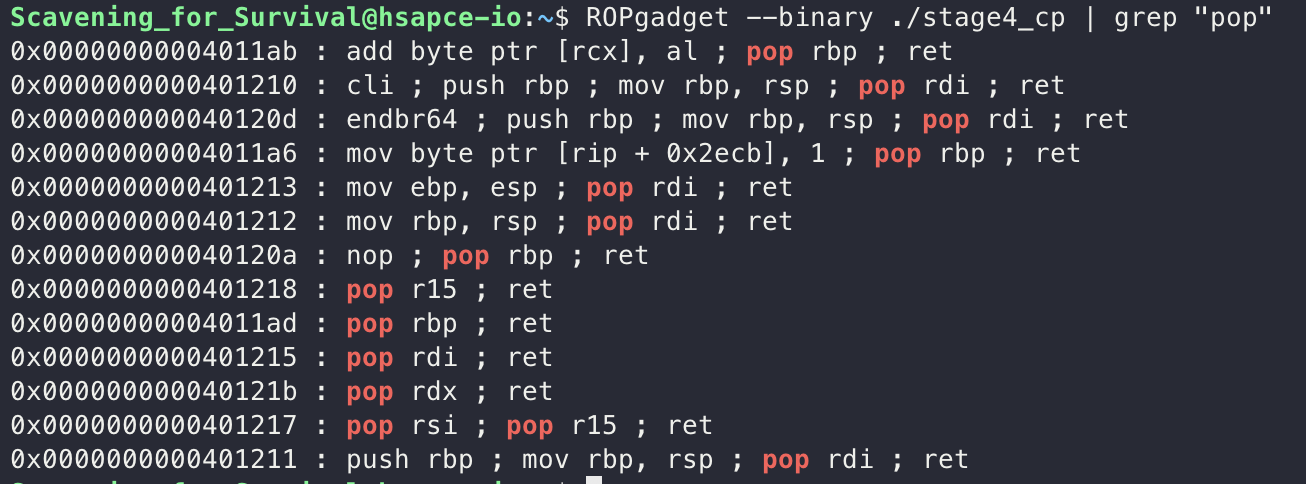 Scavening_for_Survival@hsapce-io:~$ ROPgadget --binary ./stage4_cp | grep "pop"
0x00000000004011ab : add byte ptr [rcx], al ; pop rbp ; ret
0x0000000000401210 : cli ; push rbp ; mov rbp, rsp ; pop rdi ; ret
0x000000000040120d : endbr64 ; push rbp ; mov rbp, rsp ; pop rdi ; ret
0x00000000004011a6 : mov byte ptr [rip + 0x2ecb], 1 ; pop rbp ; ret
0x0000000000401213 : mov ebp, esp ; pop rdi ; ret
0x0000000000401212 : mov rbp, rsp ; pop rdi ; ret
0x000000000040120a : nop ; pop rbp ; ret
0x0000000000401218 : pop r15 ; ret
0x00000000004011ad : pop rbp ; ret
0x0000000000401215 : pop rdi ; ret
0x000000000040121b : pop rdx ; ret
0x0000000000401217 : pop rsi ; pop r15 ; ret
0x0000000000401211 : push rbp ; mov rbp, rsp ; pop rdi ; ret